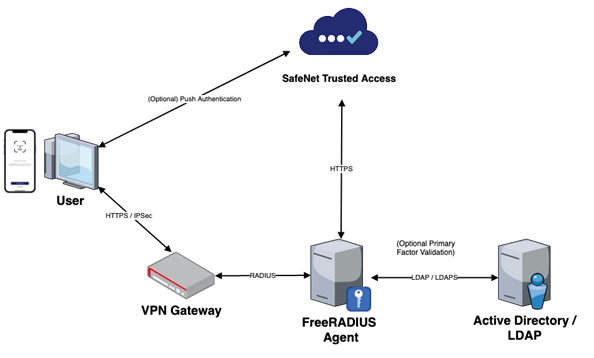 SafeNet Trusted Access
(Optional) Push Authentication
HTTPS
User
HTTPS / IPSec
(Optional Primary
Factor Validation)
RADIUS
LDAP / LDAPS
VPN Gateway
FreeRADIUS
Agent
Active Directory /
LDAP